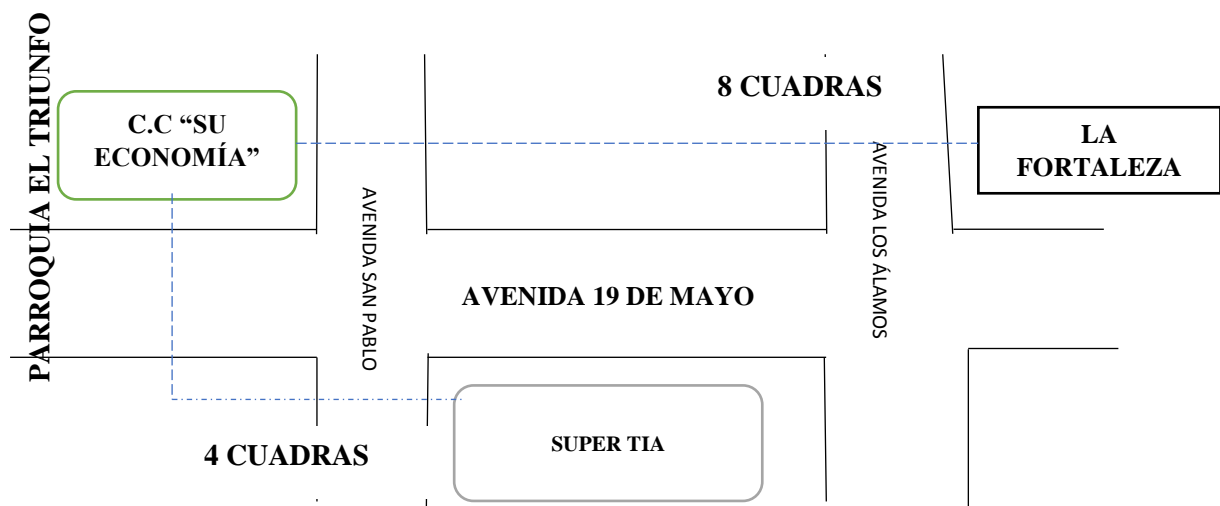 PARROQUIA EL TRIUNFO
C.C “SU
ECONOMÍA”
8 CUADRAS
LA
FORTALEZA
AVENIDA SAN PABLO
AVENIDA LOS ÁLAMOS
AVENIDA 19 DE MAYO
4 CUADRAS
SUPER TIA